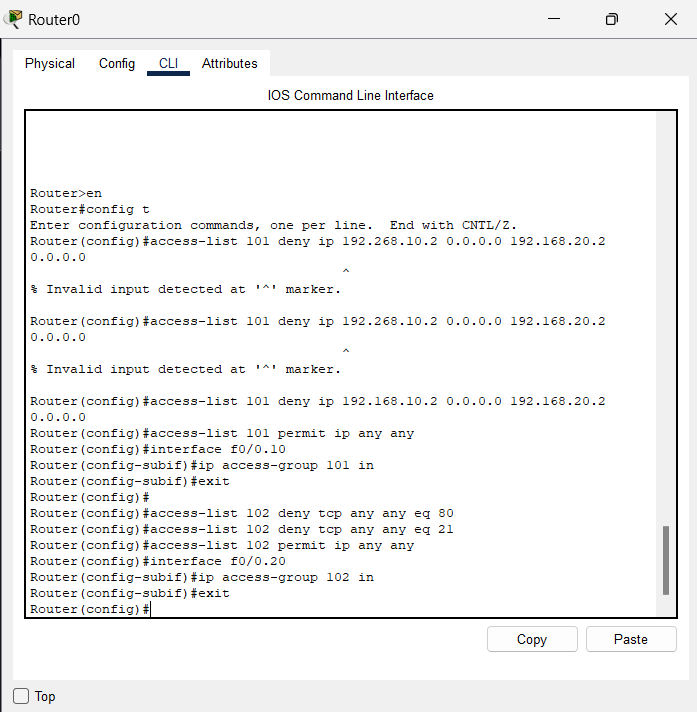 Router0
Physical Config CLI Attributes
IOS Command Line Interface
Router>en
Router#config t
Enter configuration commands, one per line.  End with CNTL/Z.
Router(config)#access-list 101 deny ip 192.268.10.2 0.0.0.0 192.168.20.2
0.0.0.0
^
% Invalid input detected at '^' marker.
Router(config)#access-list 101 deny ip 192.268.10.2 0.0.0.0 192.168.20.2
0.0.0.0
^
% Invalid input detected at '^' marker.
Router(config)#access-list 101 deny ip 192.168.10.2 0.0.0.0 192.168.20.2
0.0.0.0
Router(config)#access-list 101 permit ip any any
Router(config)#interface f0/0.10
Router(config-subif)#ip access-group 101 in
Router(config-subif)#exit
Router(config)#
Router(config)#access-list 102 deny tcp any any eq 80
Router(config)#access-list 102 deny tcp any any eq 21
Router(config)#access-list 102 permit ip any any
Router(config)#interface f0/0.20
Router(config-subif)#ip access-group 102 in
Router(config-subif)#exit
Router(config)#
Copy Paste
Top